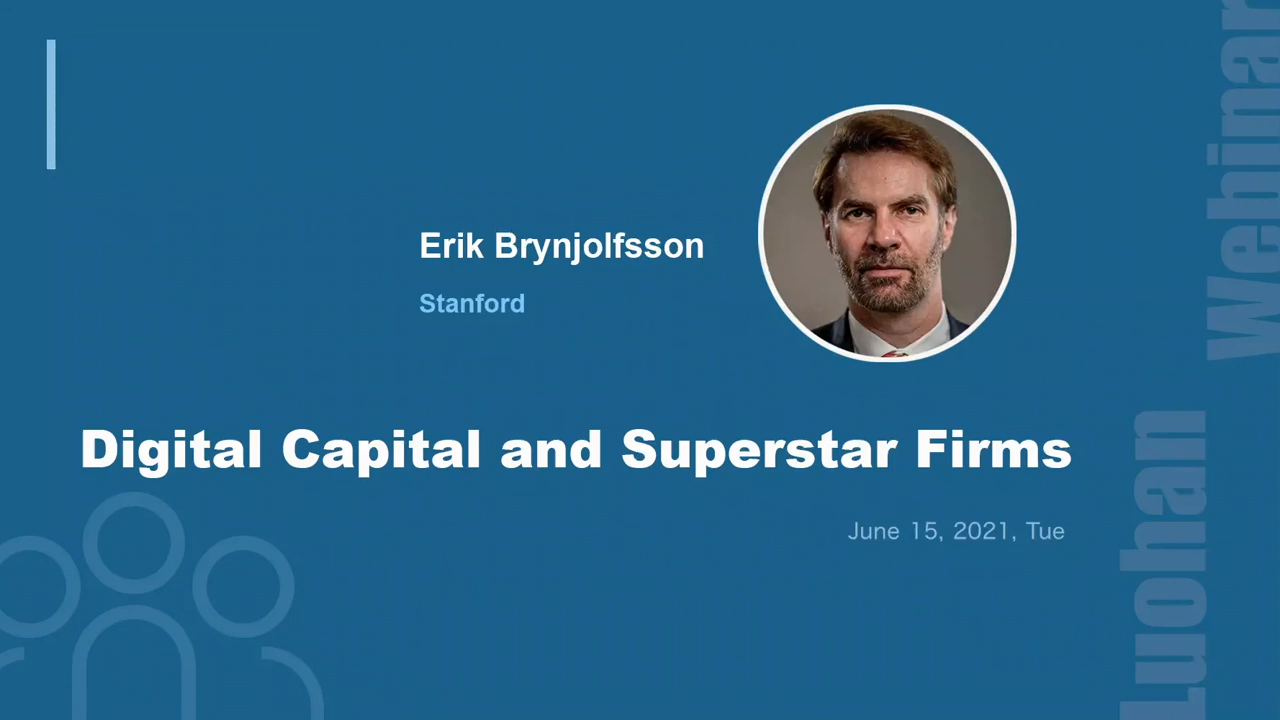 Erik Brynjolfsson
Stanford
Digital Capital and Superstar Firms
June 15, 2021, Tue
Luohan Webinar